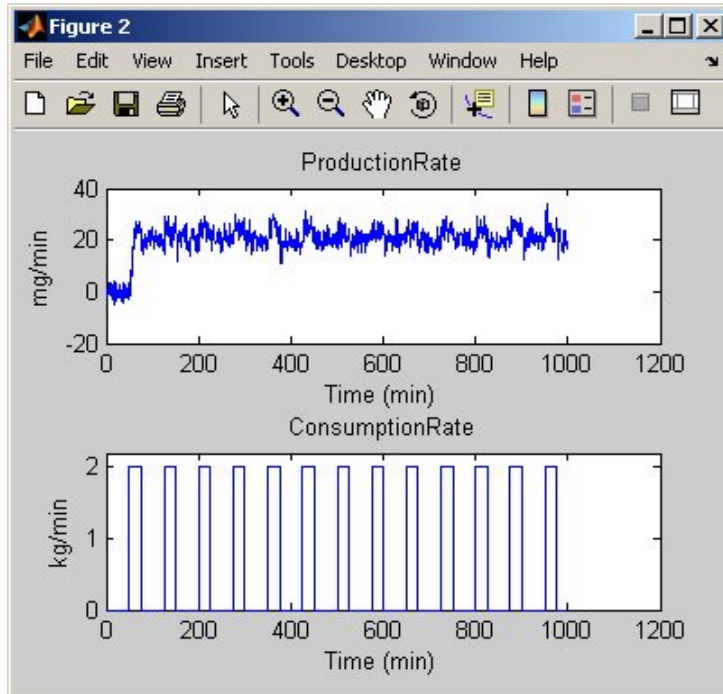 Figure 2
File Edit View Insert Tools Desktop Window Help
ProductionRate
40
20
0
-20
mg/min
0 200 400 600 800 1000 1200
Time (min)
ConsumptionRate
2
1
0
kg/min
0 200 400 600 800 1000 1200
Time (min)